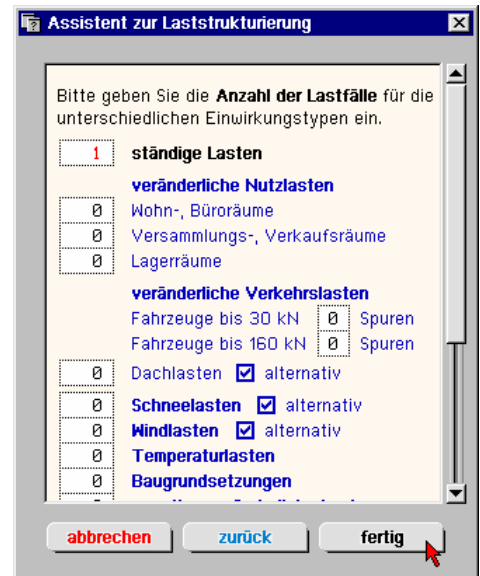 Assistent zur Laststrukturierung
Bitte geben Sie die Anzahl der Lastfälle für die
unterschiedlichen Einwirkungstypen ein.
1 ständige Lasten
veränderliche Nutzlasten
0 Wohn-, Büroräume
0 Versammlungs-, Verkaufsräume
0 Lagerräume
veränderliche Verkehrslasten
Fahrzeuge bis 30 kN 0 Spuren
Fahrzeuge bis 160 kN 0 Spuren
0 Dachlasten alternativ
0 Schneelasten alternativ
0 Windlasten alternativ
0 Temperaturlasten
0 Baugrundsetzungen
abbrechen zurück fertig